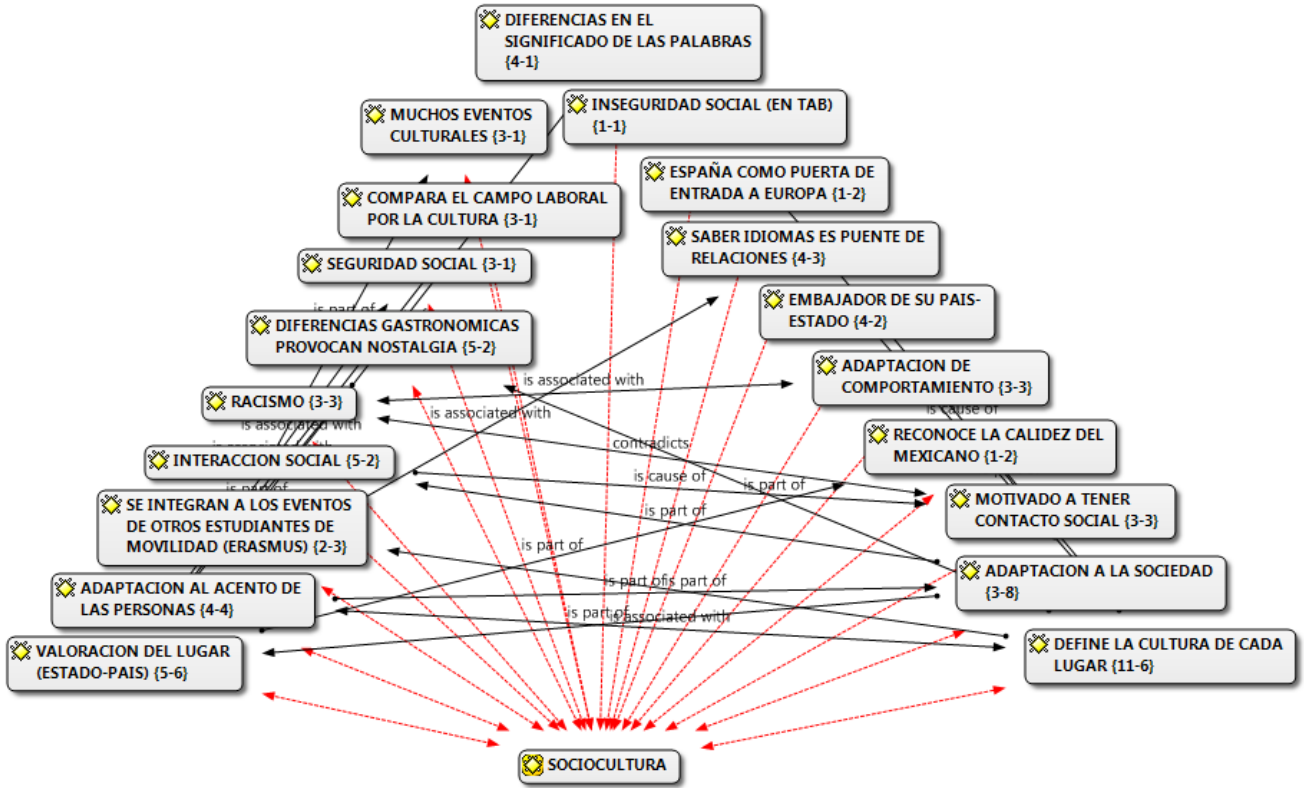 DIFERENCIAS EN EL
SIGNIFICADO DE LAS PALABRAS
{4-1}
MUCHOS EVENTOS
CULTURALES {3-1}
INSEGURIDAD SOCIAL (EN TAB)
{1-1}
ESPAÑA COMO PUERTA DE
ENTRADA A EUROPA {1-2}
COMPARA EL CAMPO LABORAL
POR LA CULTURA {3-1}
SABER IDIOMAS ES PUENTE DE
RELACIONES {4-3}
SEGURIDAD SOCIAL {3-1}
EMBAJADOR DE SU PAIS-
ESTADO {4-2}
is part of
DIFERENCIAS GASTRONOMICAS
PROVOCAN NOSTALGIA {5-2}
ADAPTACION DE
COMPORTAMIENTO {3-3}
is associated with
RACISMO {3-3}
is associated with
is cause of
is associated with
RECONOCE LA CALIDEZ DEL
MEXICANO {1-2}
contradicts
INTERACCION SOCIAL {5-2}
is cause of
is part of
is part of
MOTIVADO A TENER
CONTACTO SOCIAL {3-3}
SE INTEGRAN A LOS EVENTOS
DE OTROS ESTUDIANTES DE
MOVILIDAD (ERASMUS) {2-3}
is part of
is part of
ADAPTACION A LA SOCIEDAD
{3-8}
ADAPTACION AL ACENTO DE
LAS PERSONAS {4-4}
is part of
is part of
is part of
is associated with
VALORACION DEL LUGAR
(ESTADO-PAIS) {5-6}
DEFINE LA CULTURA DE CADA
LUGAR {11-6}
SOCIOCULTURA